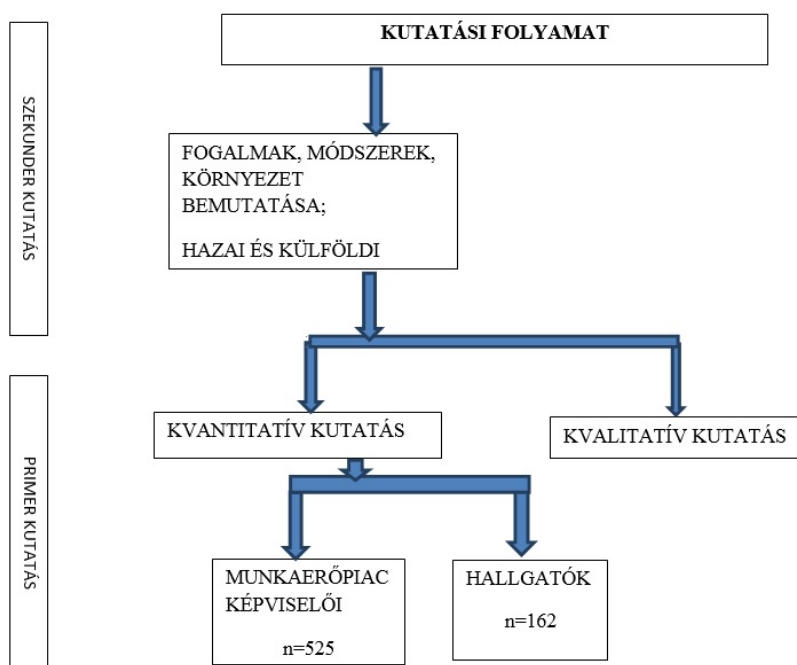 KUTATÁSI FOLYAMAT
SZEKUNDER KUTATÁS
FOGALMAK, MÓDSZEREK,
KÖRNYEZET
BEMUTATÁSA;
HAZAI ÉS KÜLFÖLDI
PRIMER KUTATÁS
KVANTITATÍV KUTATÁS
KVALITATÍV KUTATÁS
MUNKAERŐPIAC
KÉPVISELŐI
n=525
HALLGATÓK
n=162